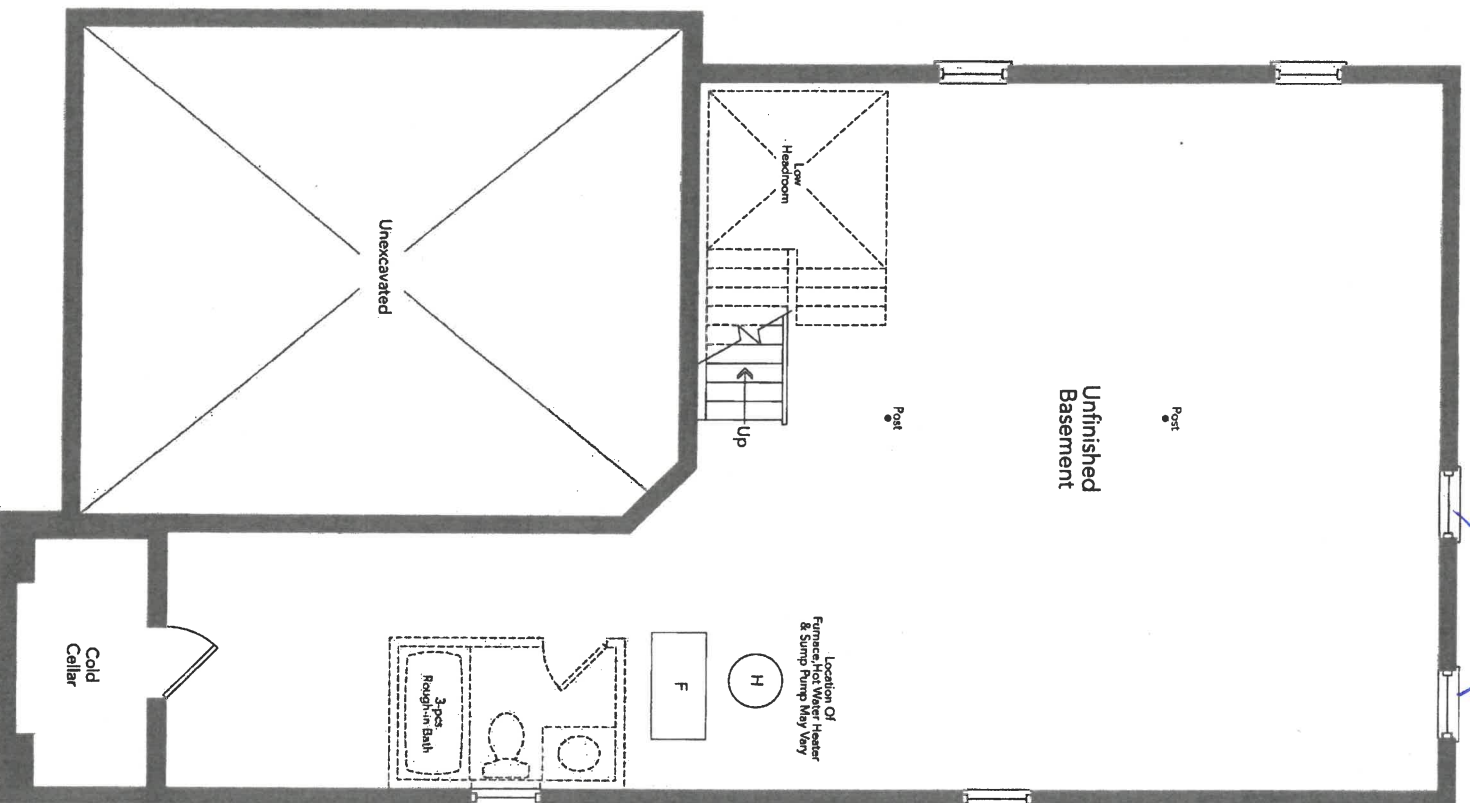 Unexcavated
Low
Headroom
Up
Post
Unfinished
Basement
Post
Location Of
Furnace,Hot Water Heater
& Sump Pump May Vary
H
F
3-pcs
Rough-in Bath
Cold
Cellar